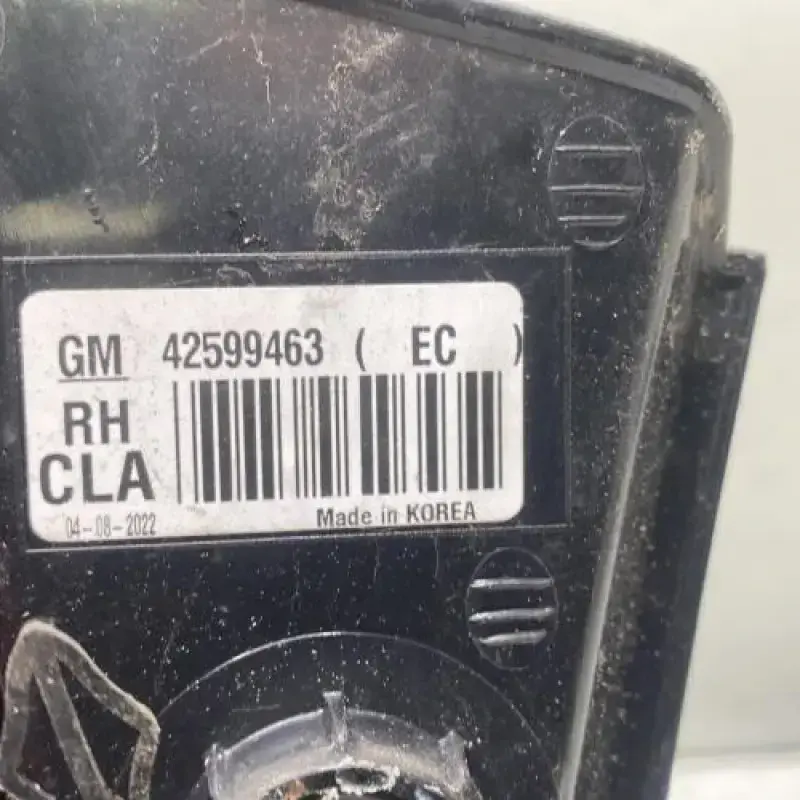 GM 42599463 ( EC )
RH
CLA
04-08-2022
Made in KOREA